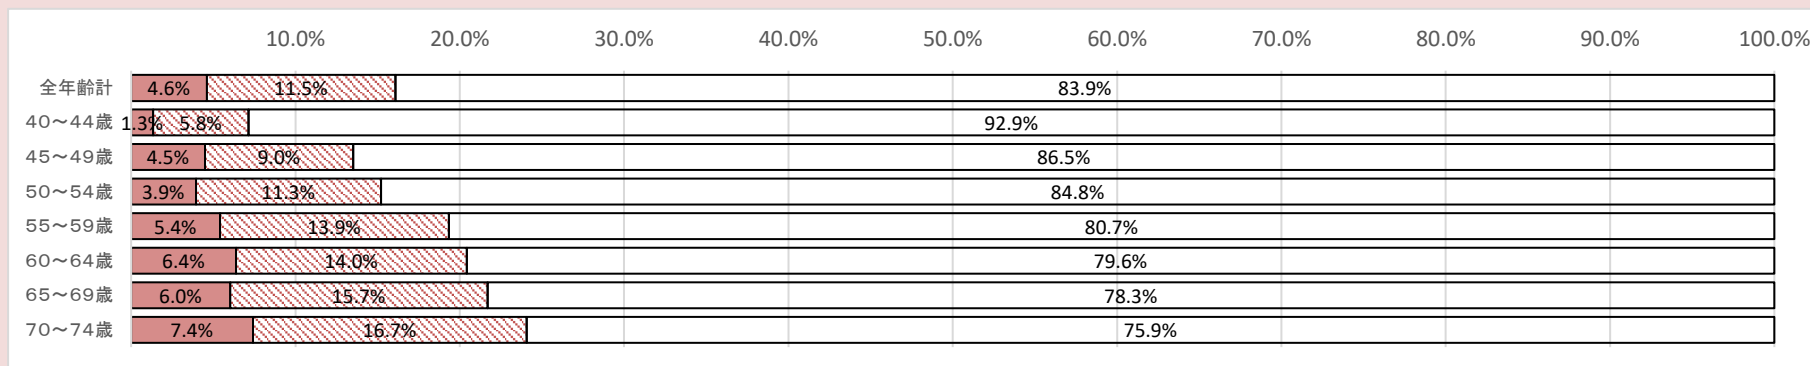 10.0% 20.0% 30.0% 40.0% 50.0% 60.0% 70.0% 80.0% 90.0% 100.0%
全年齢計 4.6% 11.5% 83.9%
40～44歳 1.3% 5.8% 92.9%
45～49歳 4.5% 9.0% 86.5%
50～54歳 3.9% 11.3% 84.8%
55～59歳 5.4% 13.9% 80.7%
60～64歳 6.4% 14.0% 79.6%
65～69歳 6.0% 15.7% 78.3%
70～74歳 7.4% 16.7% 75.9%